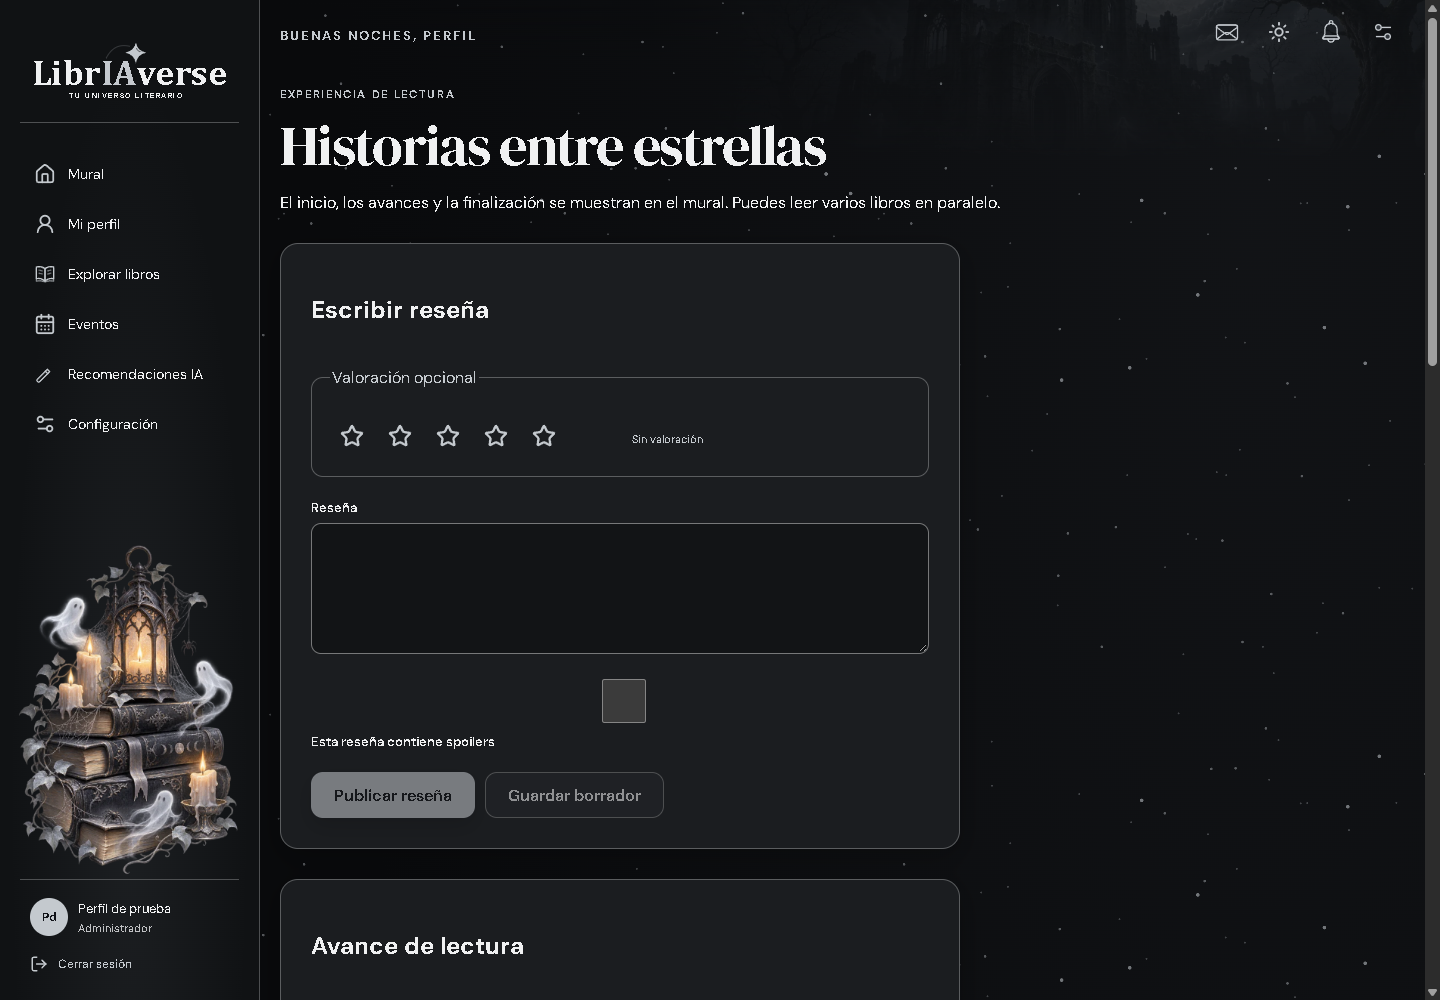 LibrIAverse
TU UNIVERSO LITERARIO
Mural
Mi perfil
Explorar libros
Eventos
Recomendaciones IA
Configuración
Pd
Perfil de prueba
Administrador
Cerrar sesión
BUENAS NOCHES, PERFIL
EXPERIENCIA DE LECTURA
Historias entre estrellas
El inicio, los avances y la finalización se muestran en el mural. Puedes leer varios libros en paralelo.
Escribir reseña
Valoración opcional
Sin valoración
Reseña
Esta reseña contiene spoilers
Publicar reseña
Guardar borrador
Avance de lectura